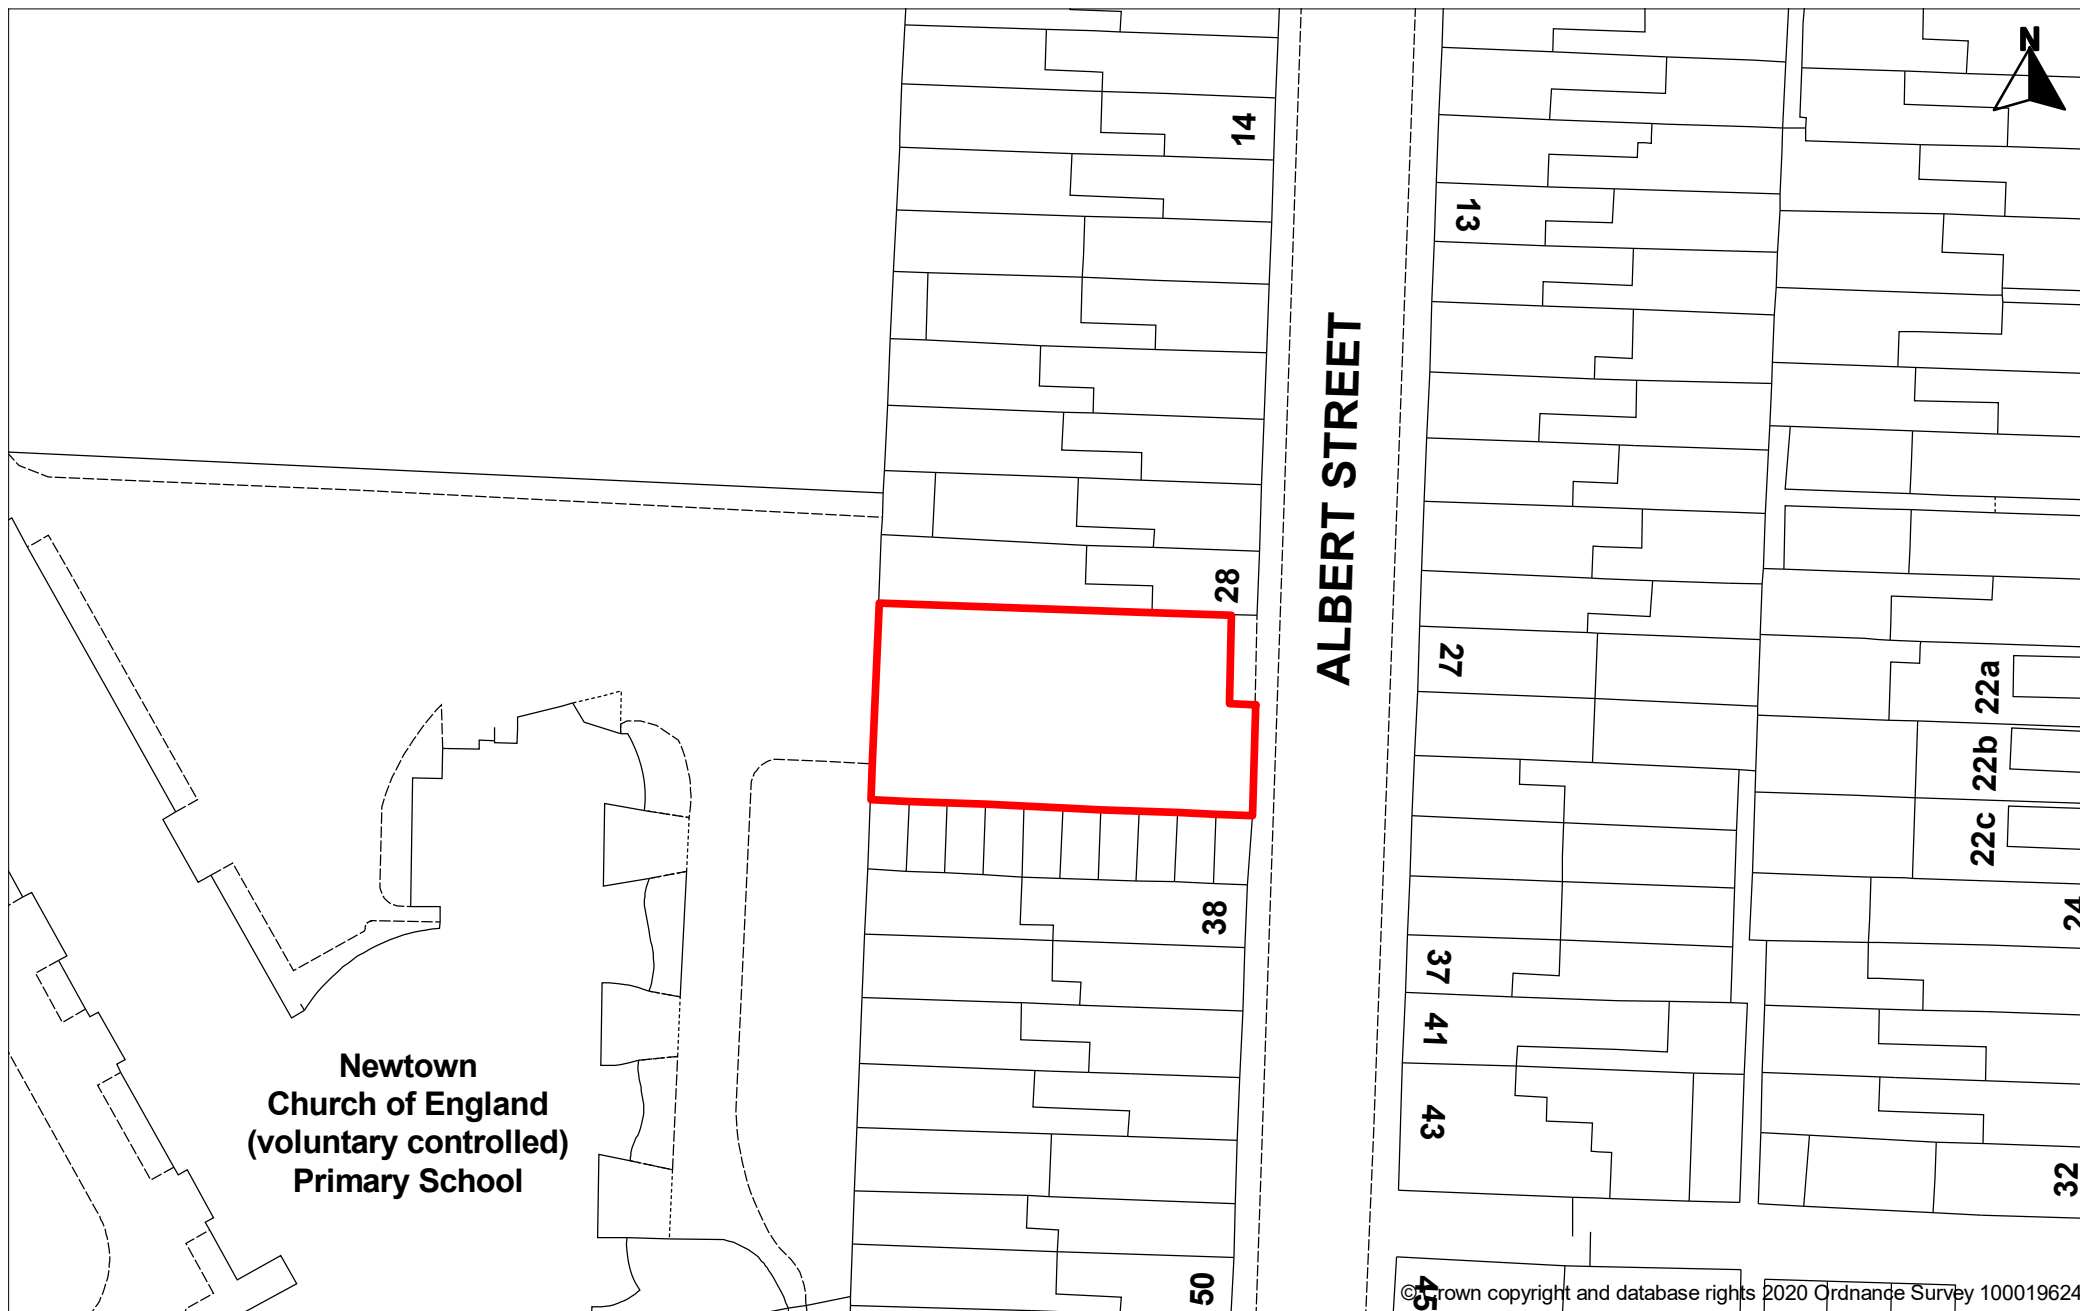 N
14
13
ALBERT STREET
28
27
22a
22b
22c
38
24
37
41
Newtown
Church of England
(voluntary controlled)
Primary School
43
32
50
45
© Crown copyright and database rights 2020 Ordnance Survey 100019624